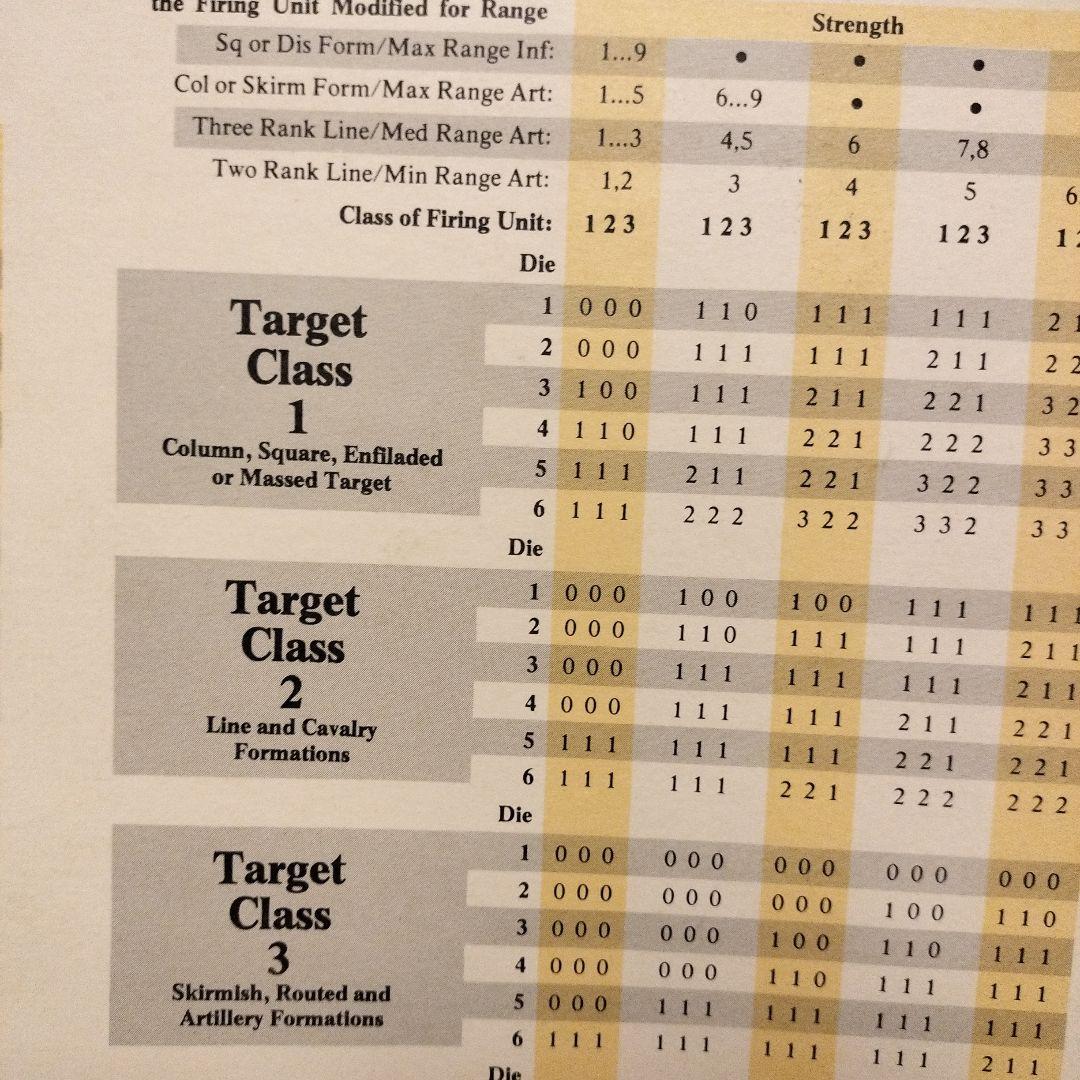 the Firing Unit Modified for Range
Strength
Sq or Dis Form/Max Range Inf: 1...9 • • •
Col or Skirm Form/Max Range Art: 1...5 6...9 • •
Three Rank Line/Med Range Art: 1...3 4,5 6 7,8
Two Rank Line/Min Range Art: 1,2 3 4 5 6
Class of Firing Unit: 1 2 3 1 2 3 1 2 3 1 2 3 1 2
Die
Target
Class
1
Column, Square, Enfiladed
or Massed Target
1 0 0 0 1 1 0 1 1 1 1 1 1 2 1
2 0 0 0 1 1 1 1 1 1 2 1 1 2 2
3 1 0 0 1 1 1 2 1 1 2 2 1 3 2
4 1 1 0 1 1 1 2 2 1 2 2 2 3 3
5 1 1 1 2 1 1 2 2 1 3 2 2 3 3
6 1 1 1 2 2 2 3 2 2 3 3 2 3 3
Die
Target
Class
2
Line and Cavalry
Formations
1 0 0 0 1 0 0 1 0 0 1 1 1 1 1 1
2 0 0 0 1 1 0 1 1 1 1 1 1 2 1 1
3 0 0 0 1 1 1 1 1 1 1 1 1 2 1 1
4 0 0 0 1 1 1 1 1 1 2 1 1 2 2 1
5 1 1 1 1 1 1 1 1 1 2 2 1 2 2 1
6 1 1 1 1 1 1 2 2 1 2 2 2 2 2 2
Die
Target
Class
3
Skirmish, Routed and
Artillery Formations
1 0 0 0 0 0 0 0 0 0 0 0 0 0 0 0
2 0 0 0 0 0 0 0 0 0 1 0 0 1 1 0
3 0 0 0 0 0 0 1 0 0 1 1 0 1 1 1
4 0 0 0 0 0 0 1 1 0 1 1 1 1 1 1
5 0 0 0 1 1 1 1 1 1 1 1 1 1 1 1
6 1 1 1 1 1 1 1 1 1 1 1 1 2 1 1
Die